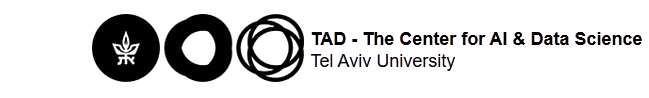 TAD - The Center for AI & Data Science
Tel Aviv University